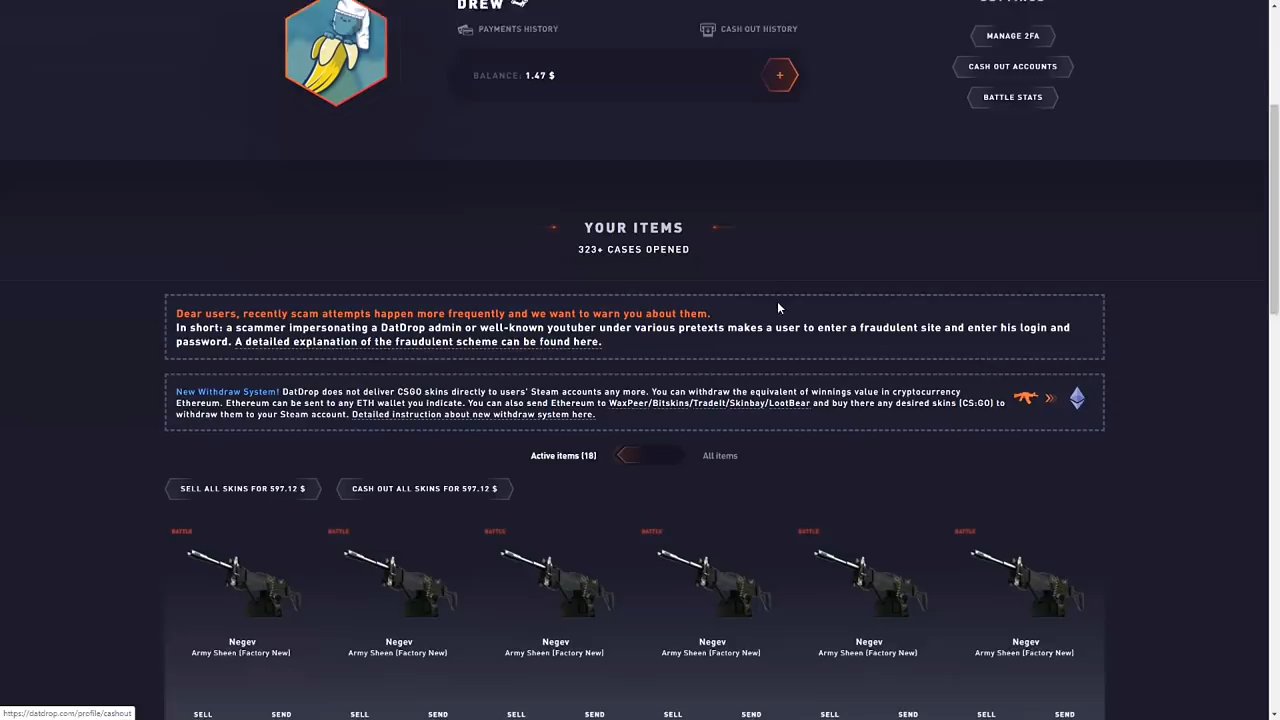 DREW
SETTINGS
PAYMENTS HISTORY
CASH OUT HISTORY
MANAGE 2FA
BALANCE: 1.47 $
+
CASH OUT ACCOUNTS
BATTLE STATS
YOUR ITEMS
323+ CASES OPENED
Dear users, recently scam attempts happen more frequently and we want to warn you about them.
In short: a scammer impersonating a DatDrop admin or well-known youtuber under various pretexts makes a user to enter a fraudulent site and enter his login and
password. A detailed explanation of the fraudulent scheme can be found here.
New Withdraw System! DatDrop does not deliver CSGO skins directly to users' Steam accounts any more. You can withdraw the equivalent of winnings value in cryptocurrency
Ethereum. Ethereum can be sent to any ETH wallet you indicate. You can also send Ethereum to WaxPeer/Bitskins/TradeIt/Skinbay/LootBear and buy there any desired skins (CS:GO) to
withdraw them to your Steam account. Detailed instruction about new withdraw system here.
Active items (18)
All items
SELL ALL SKINS FOR 597.12 $
CASH OUT ALL SKINS FOR 597.12 $
BATTLE BATTLE BATTLE BATTLE BATTLE BATTLE
Negev Negev Negev Negev Negev Negev
Army Sheen (Factory New) Army Sheen (Factory New) Army Sheen (Factory New) Army Sheen (Factory New) Army Sheen (Factory New) Army Sheen (Factory New)
SELL SEND SELL SEND SELL SEND SELL SEND SELL SEND SELL SEND
https://datdrop.com/profile/cashout